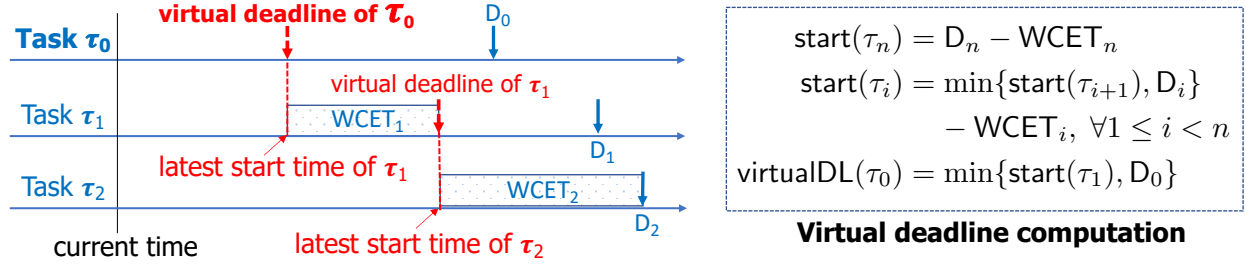 virtual deadline of τ₀
D₀
Task τ₀
virtual deadline of τ₁
Task τ₁
WCET₁
D₁
latest start time of τ₁
Task τ₂
WCET₂
D₂
current time
latest start time of τ₂
start(τₙ) = Dₙ − WCETₙ
start(τᵢ) = min{start(τᵢ₊₁), Dᵢ}
− WCETᵢ, ∀1 ≤ i < n
virtualDL(τ₀) = min{start(τ₁), D₀}
Virtual deadline computation